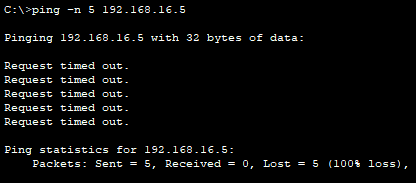 C:\>ping -n 5 192.168.16.5
Pinging 192.168.16.5 with 32 bytes of data:
Request timed out.
Request timed out.
Request timed out.
Request timed out.
Request timed out.
Ping statistics for 192.168.16.5:
    Packets: Sent = 5, Received = 0, Lost = 5 (100% loss),